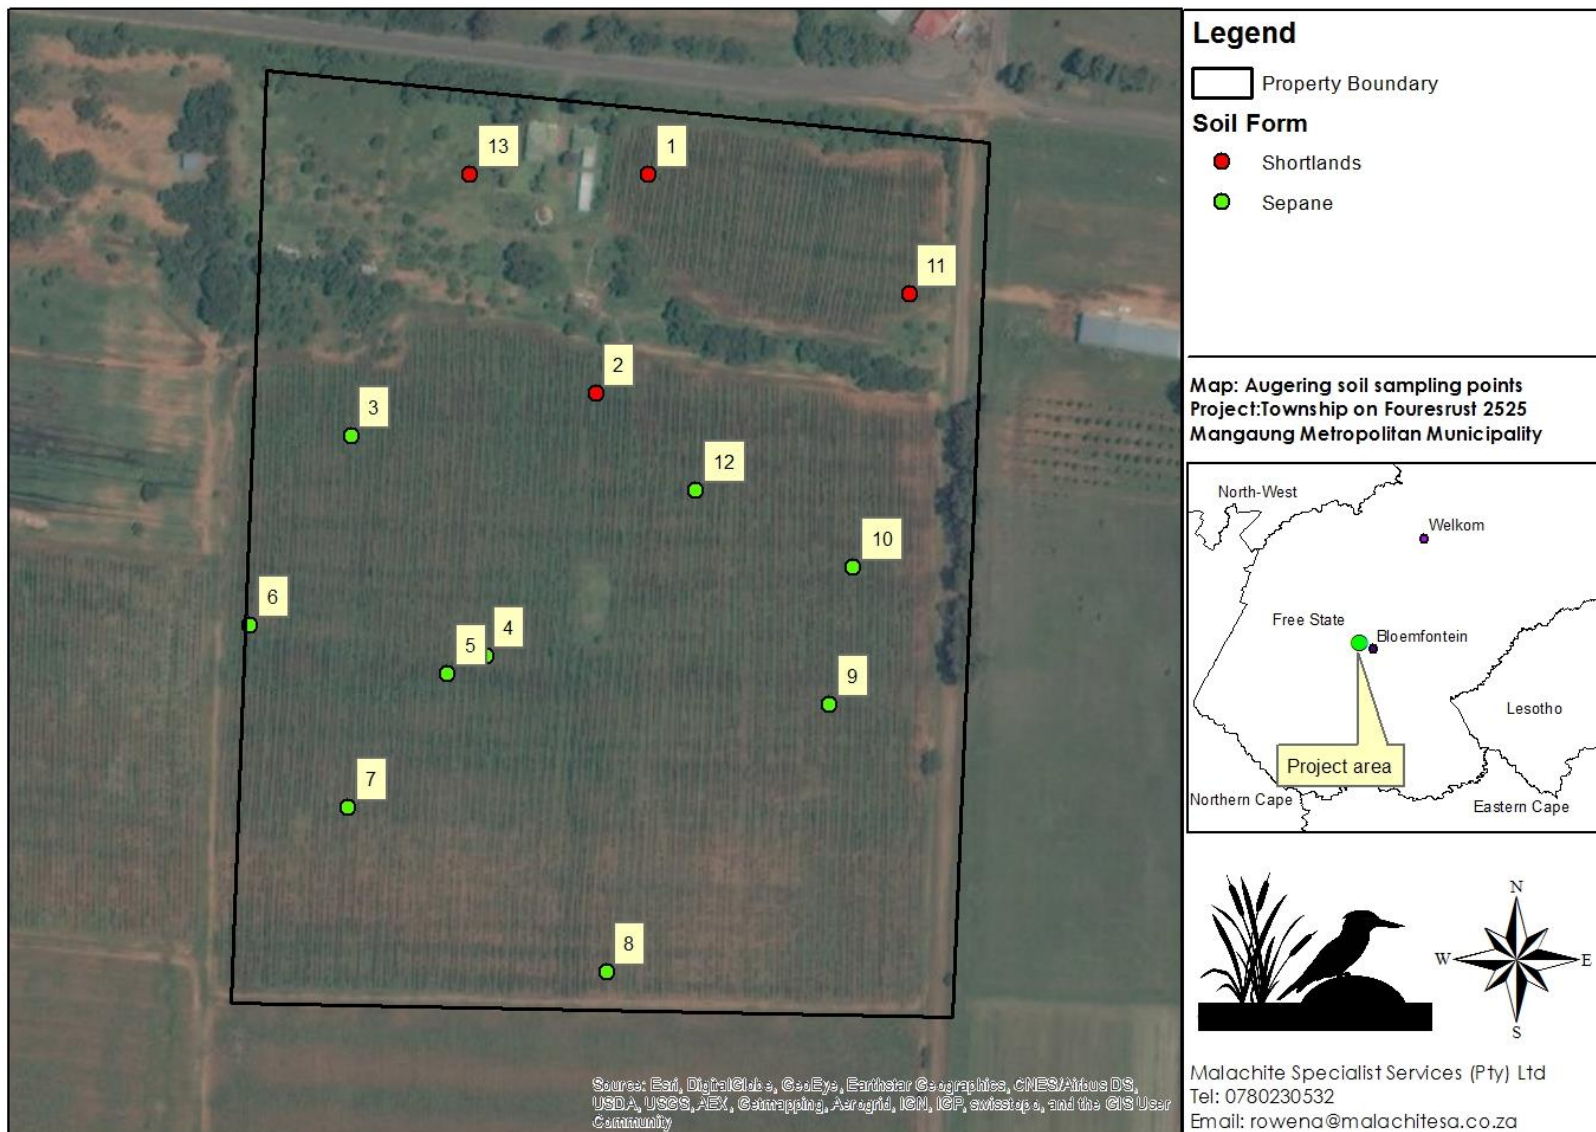 13
1
11
2
3
12
10
6
4
5
9
7
8
Source: Esri, DigitalGlobe, GeoEye, Earthstar Geographics, CNES/Airbus DS,
USDA, USGS, AEX, Getmapping, Aerogrid, IGN, IGP, swisstopo, and the GIS User
Community
Legend
Property Boundary
Soil Form
Shortlands
Sepane
Map: Augering soil sampling points
Project:Township on Fouresrust 2525
Mangaung Metropolitan Municipality
North-West
Welkom
Free State
Bloemfontein
Lesotho
Project area
Northern Cape
Eastern Cape
N
W
E
S
Malachite Specialist Services (Pty) Ltd
Tel: 0780230532
Email: rowena@malachitesa.co.za